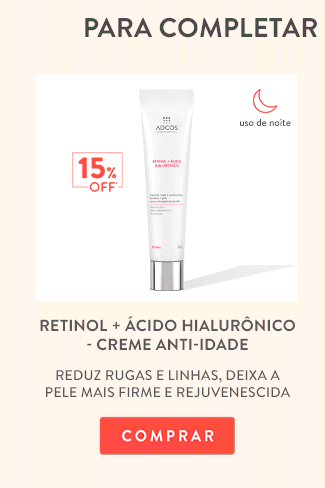 PARA COMPLETAR
uso de noite
15%
OFF*
ADCOS
RETINOL + ÁCIDO
HIALURÔNICO
RETINOL + ÁCIDO HIALURÔNICO
- CREME ANTI-IDADE
REDUZ RUGAS E LINHAS, DEIXA A
PELE MAIS FIRME E REJUVENESCIDA
COMPRAR